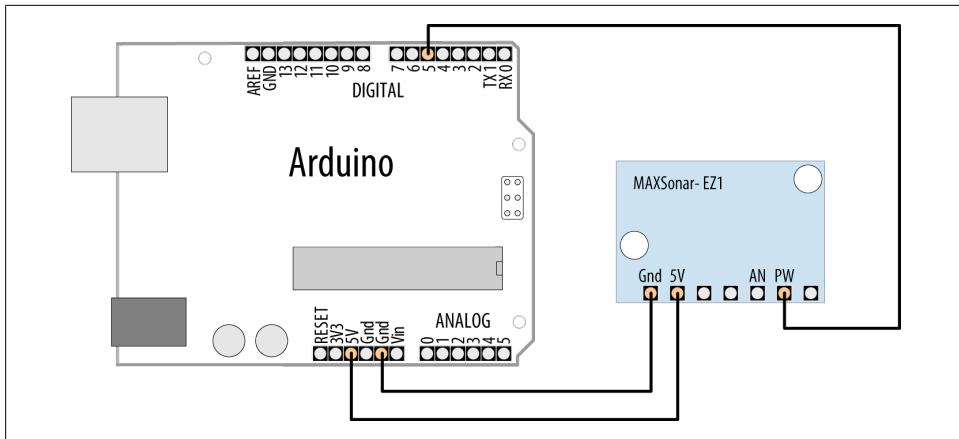 AREF
GND
13
12
11
10
9
8
7
6
5
4
3
2
TX 1
RX 0
DIGITAL
Arduino
MAXSonar- EZ1
Gnd 5V AN PW
RESET
3V3
5V
Gnd
Gnd
Vin
ANALOG
0
1
2
3
4
5